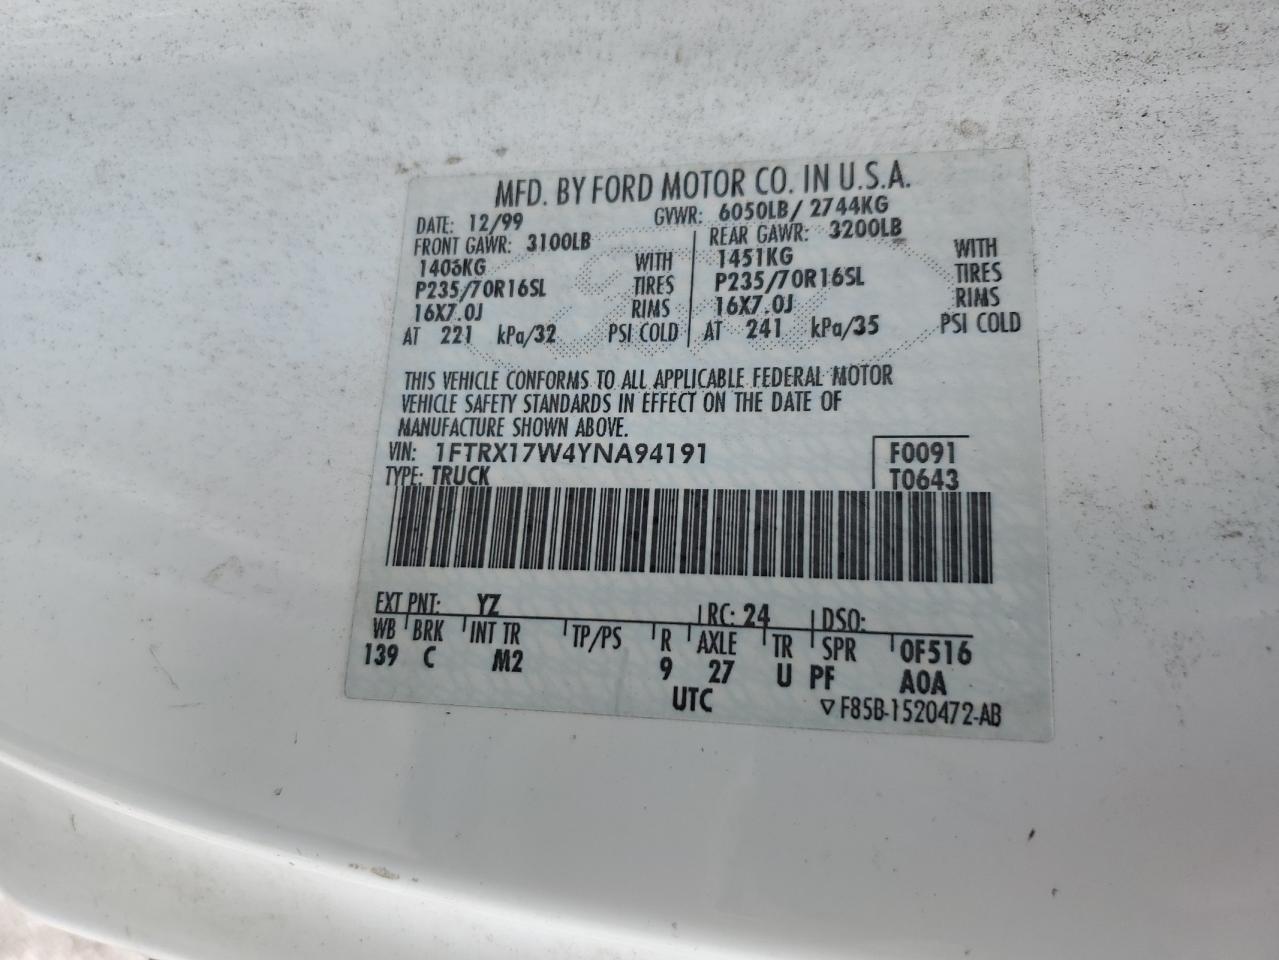 MFD. BY FORD MOTOR CO. IN U.S.A.
DATE: 12/99 GVWR: 6050LB/ 2744KG
FRONT GAWR: 3100LB REAR GAWR: 3200LB
1406KG WITH 1451KG WITH
P235/70R16SL TIRES P235/70R16SL TIRES
16X7.0J RIMS 16X7.0J RIMS
AT 221 kPa/32 PSI COLD AT 241 kPa/35 PSI COLD
THIS VEHICLE CONFORMS TO ALL APPLICABLE FEDERAL MOTOR
VEHICLE SAFETY STANDARDS IN EFFECT ON THE DATE OF
MANUFACTURE SHOWN ABOVE.
VIN: 1FTRX17W4YNA94191 F0091
TYPE: TRUCK T0643
EXT PNT: YZ RC: 24 DSO:
WB BRK INT TR TP/PS R AXLE TR SPR 0F516
139 C M2 9 27 U PF A0A
UTC ▽F85B-1520472-AB